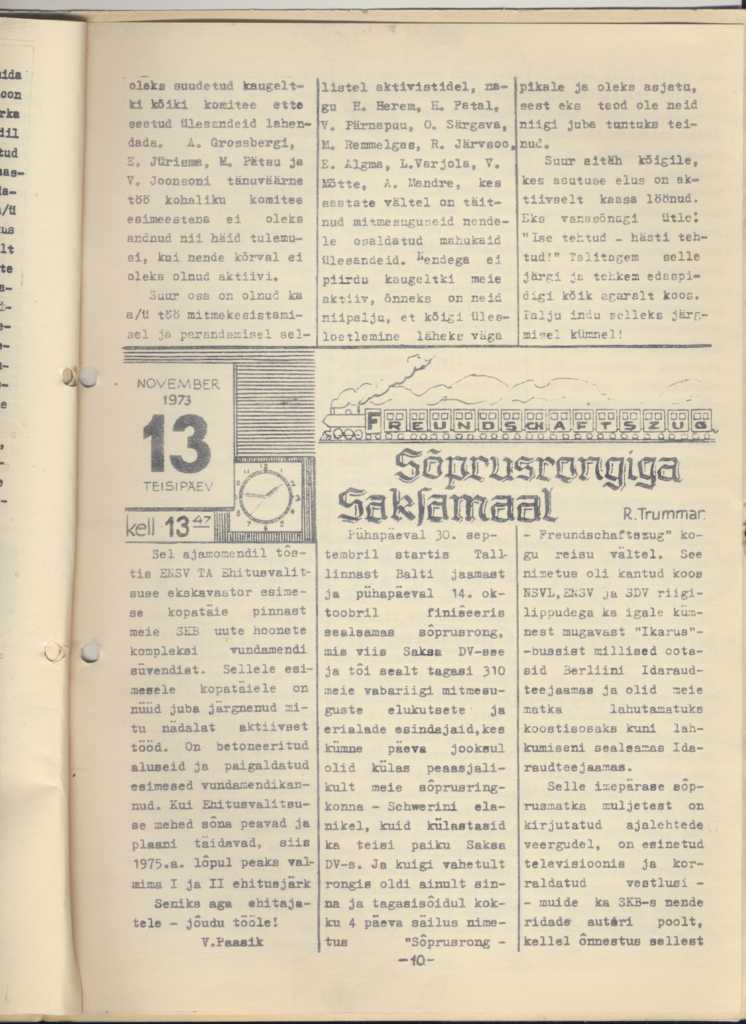 oleks suudetud kaugelt-
ki kõiki komitee ette
seetud ülesandeid lahen-
dada. A. Grossbergi,
E. Jüriema, M. Pätsu ja
V. Joonsoni tänuväärne
töö kohaliku komitee
esimeestena ei oleks
andnud nii häid tulemu-
si, kui nende kõrval ei
oleks olnud aktiivi.
Suur osa on olnud ka
a/ü töö mitmekesistami-
sel ja parandamisel sel-
listel aktivistidel, na-
gu H. Berem, H. Patal,
V. Pärnapuu, O. Särgava,
M. Remmelgas, R. Järvsoo,
E. Algma, L.Varjola, V.
Mõtte, A. Mandre, kes
aastate vältel on täit-
nud mitmesuguseid nende-
le osaldatud mahukaid
ülesandeid. Nendega ei
piirdu kaugeltki meie
aktiiv, õnneks on neid
niipalju, et kõigi üles-
loetlemine läheks väga
pikale ja oleks asjatu,
sest eks teod ole neid
niigi juba tuntuks tei-
nud.
Suur aitäh kõigile,
kes asutuse elus on ak-
tiivselt kaasa löönud.
Eks vanasõnagi ütle:
"Ise tehtud - hästi teh-
tud!" Talitagem selle
järgi ja tehkem edaspi-
digi kõik agaralt koos.
Palju indu selleks järg-
misel kümnel!
NOVEMBER
1973
13
TEISIPÄEV
kell 13 47
Sel ajamomendil tõs-
tis ENSV TA Ehitusvalit-
suse ekskavaator esime-
se kopatäie pinnast
meie SKB uute hoonete
kompleksi vundamendi
süvendist. Sellele esi-
mesele kopatäiele on
nüüd juba järgnenud mi-
tu nädalat aktiivset
tööd. On betoneeritud
aluseid ja paigaldatud
esimesed vundamendikan-
nud. Kui Ehitusvalitsu-
se mehed sõna peavad ja
plaani täidavad, siis
1975.a. lõpul peaks val-
mima I ja II ehitusjärk
Seniks aga ehitaja-
tele - jõudu tööle!
V.Paasik
FREUNDSCHAFTSZUG
Sõprusrongiga
Saksamaal
R.Trummar
Pühapäeval 30. sep-
tembril startis Tall-
linnast Balti jaamast
ja pühapäeval 14. ok-
toobril finiseeris
sealsamas sõprusrong,
mis viis Saksa DV-sse
ja tõi sealt tagasi 310
meie vabariigi mitmesu-
guste elukutsete ja
erialade esindajaid,kes
kümne päeva jooksul
olid külas peaasjali-
kult meie sõprusring-
konna - Schwerini ela-
nikel, kuid külastasid
ka teisi paiku Saksa
DV-s. Ja kuigi vahetult
rongis oldi ainult sin-
na ja tagasisõidul kok-
ku 4 päeva säilus nime-
tus "Sõprusrong -
- Freundschaftszug" ko-
gu reisu vältel. See
nimetus oli kantud koos
NSVL,ENSV ja SDV riigi-
lippudega ka igale küm-
nest mugavast "Ikarus"-
-bussist millised oota-
sid Berliini Idaraud-
teejaamas ja olid meie
matka lahutamatuks
koostisosaks kuni lah-
kumiseni sealsamas Ida-
raudteejaamas.
Selle imepärase sõp-
rusmatka muljetest on
kirjutatud ajalehtede
veergudel, on esinetud
televisioonis ja kor-
raldatud vestlusi -
- muide ka SKB-s nende
ridade autori poolt,
kellel õnnestus sellest
-10-